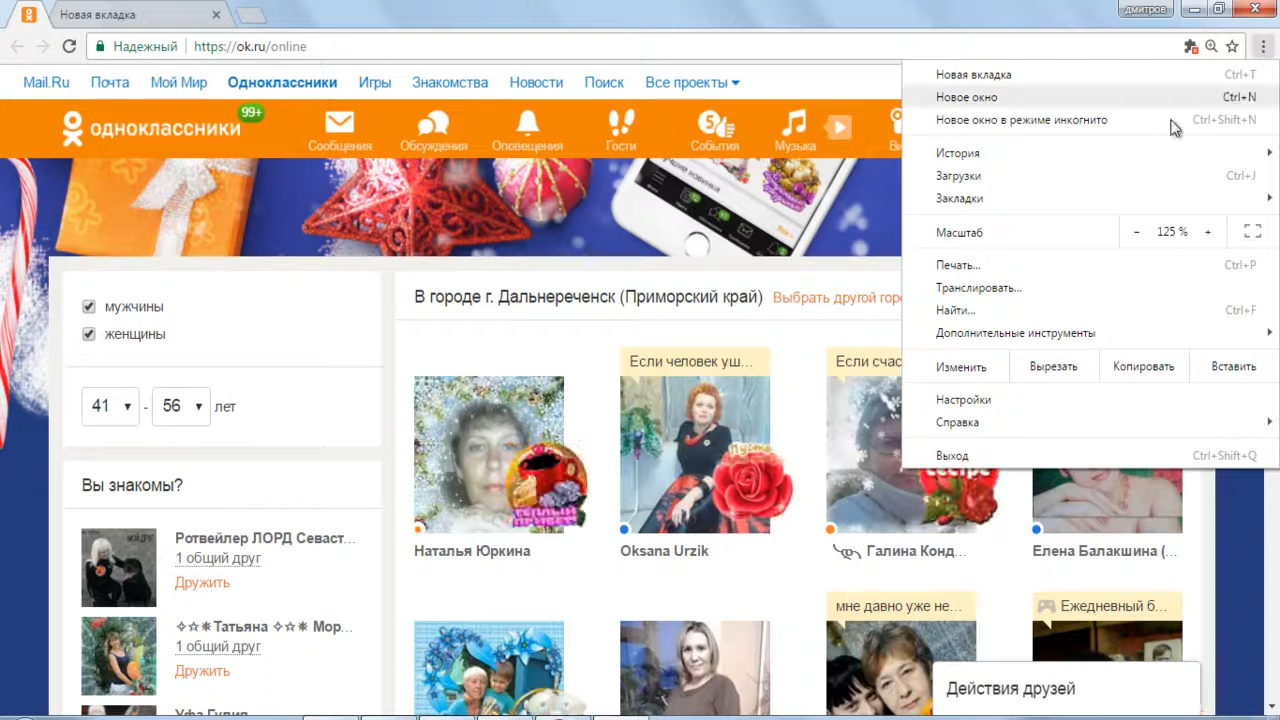 Новая вкладка
дмитров
Надежный
https://ok.ru/online
Mail.Ru Почта Мой Мир Одноклассники Игры Знакомства Новости Поиск Все проекты
одноклассники 99+
Сообщения Обсуждения Оповещения Гости События Музыка
5
Новая вкладка Ctrl+T
Новое окно Ctrl+N
Новое окно в режиме инкогнито Ctrl+Shift+N
История
Загрузки Ctrl+J
Закладки
Масштаб - 125 % +
Печать... Ctrl+P
Транслировать...
Найти... Ctrl+F
Дополнительные инструменты
Изменить Вырезать Копировать Вставить
Настройки
Справка
Выход Ctrl+Shift+Q
мужчины
женщины
41 - 56 лет
Вы знакомы?
Ротвейлер ЛОРД Севаст...
1 общий друг
Дружить
✧☆✵Татьяна ✧☆✵ Мор...
1 общий друг
Дружить
Уфа Гулия
В городе г. Дальнереченск (Приморский край) Выбрать другой горо
Если человек уш...
Если счас
Наталья Юркина
Oksana Urzik
Галина Конд...
Елена Балакшина (...
мне давно уже не...
Ежедневный б...
Действия друзей